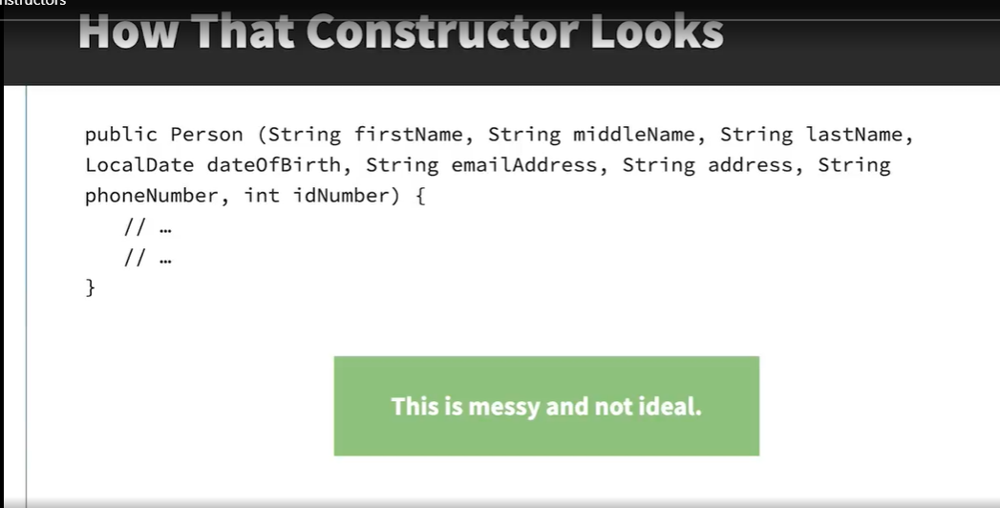 How That Constructor Looks
public Person (String firstName, String middleName, String lastName,
LocalDate dateOfBirth, String emailAddress, String address, String
phoneNumber, int idNumber) {
// …
// …
}
This is messy and not ideal.